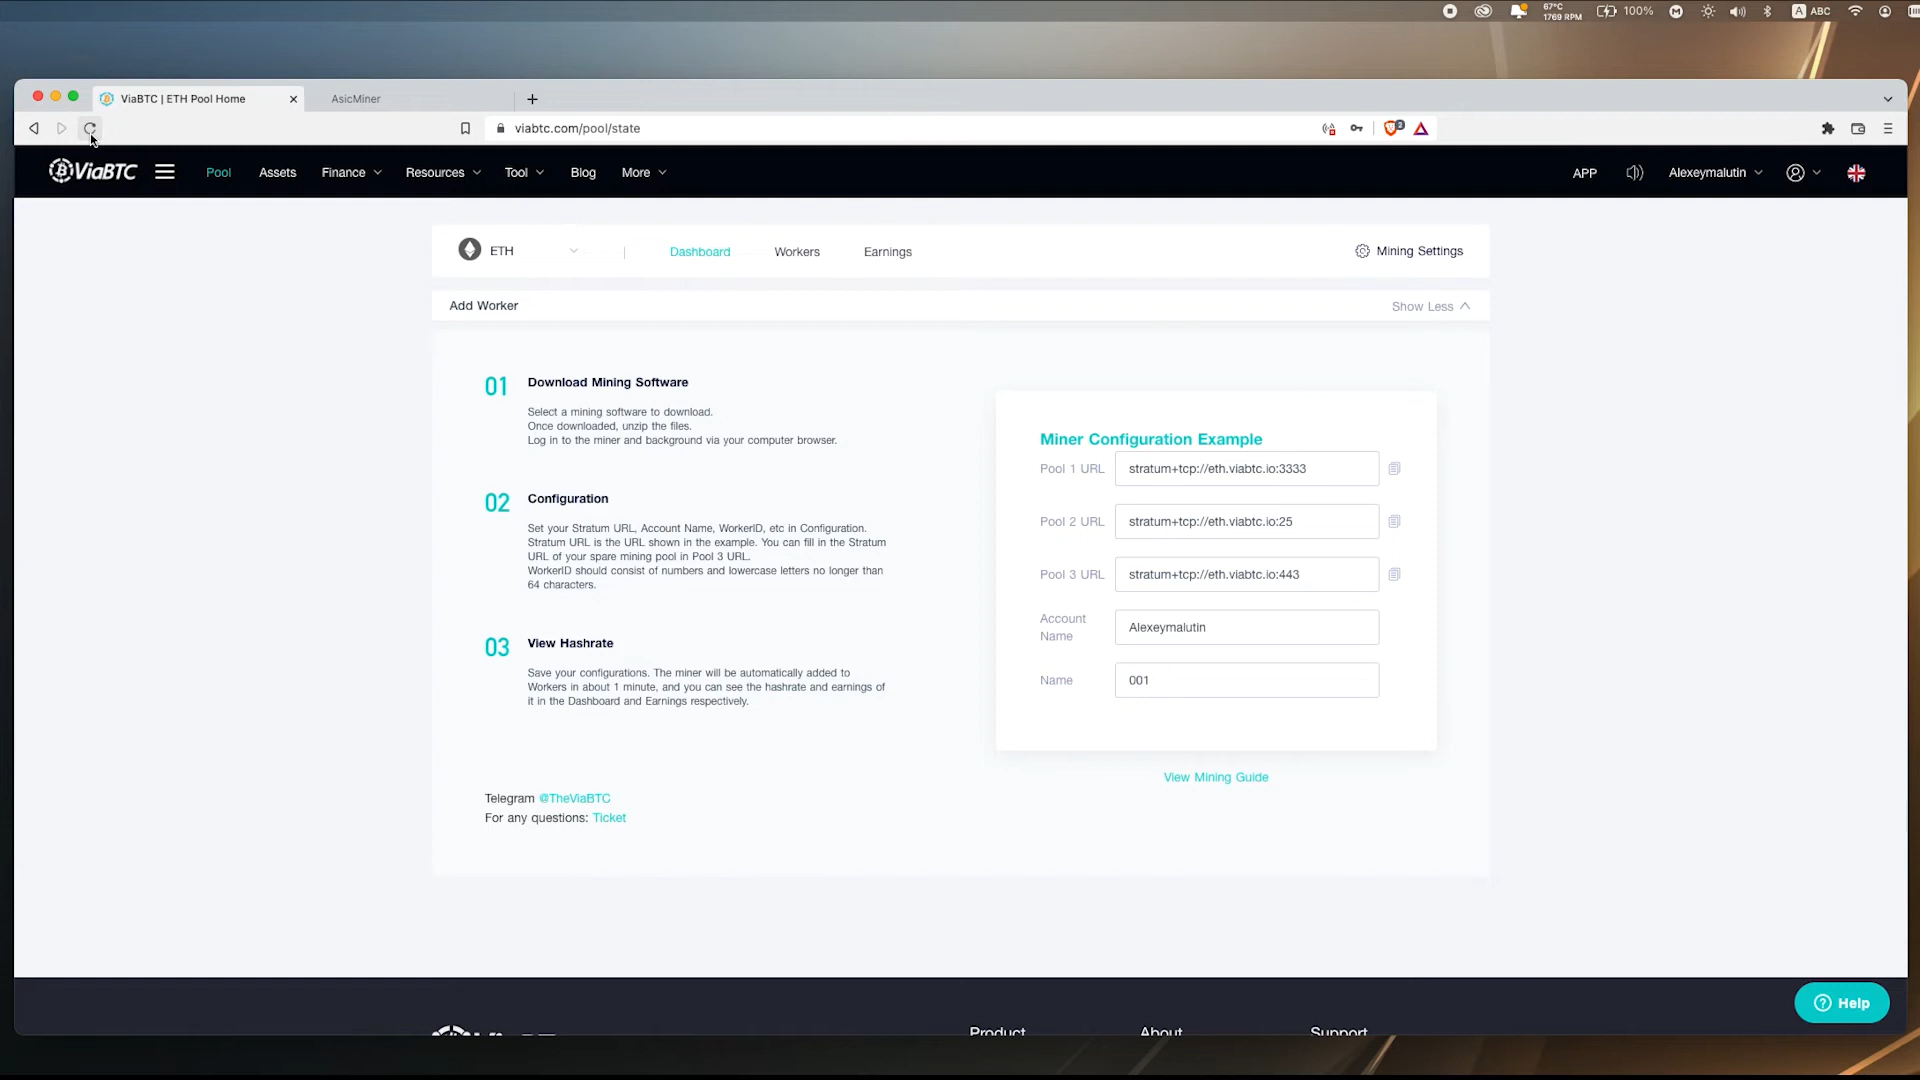 67°C
1769 RPM
100%
A ABC
ViaBTC | ETH Pool Home
AsicMiner
viabtc.com/pool/state
2
ViaBTC
Pool
Assets
Finance
Resources
Tool
Blog
More
APP
Alexeymalutin
ETH
Dashboard
Workers
Earnings
Mining Settings
Add Worker
Show Less
01
Download Mining Software
Select a mining software to download.
Once downloaded, unzip the files.
Log in to the miner and background via your computer browser.
02
Configuration
Set your Stratum URL, Account Name, WorkerID, etc in Configuration.
Stratum URL is the URL shown in the example. You can fill in the Stratum
URL of your spare mining pool in Pool 3 URL.
WorkerID should consist of numbers and lowercase letters no longer than
64 characters.
03
View Hashrate
Save your configurations. The miner will be automatically added to
Workers in about 1 minute, and you can see the hashrate and earnings of
it in the Dashboard and Earnings respectively.
Telegram @TheViaBTC
For any questions: Ticket
Miner Configuration Example
Pool 1 URL
stratum+tcp://eth.viabtc.io:3333
Pool 2 URL
stratum+tcp://eth.viabtc.io:25
Pool 3 URL
stratum+tcp://eth.viabtc.io:443
Account
Name
Alexeymalutin
Name
001
View Mining Guide
Help
Product
About
Support